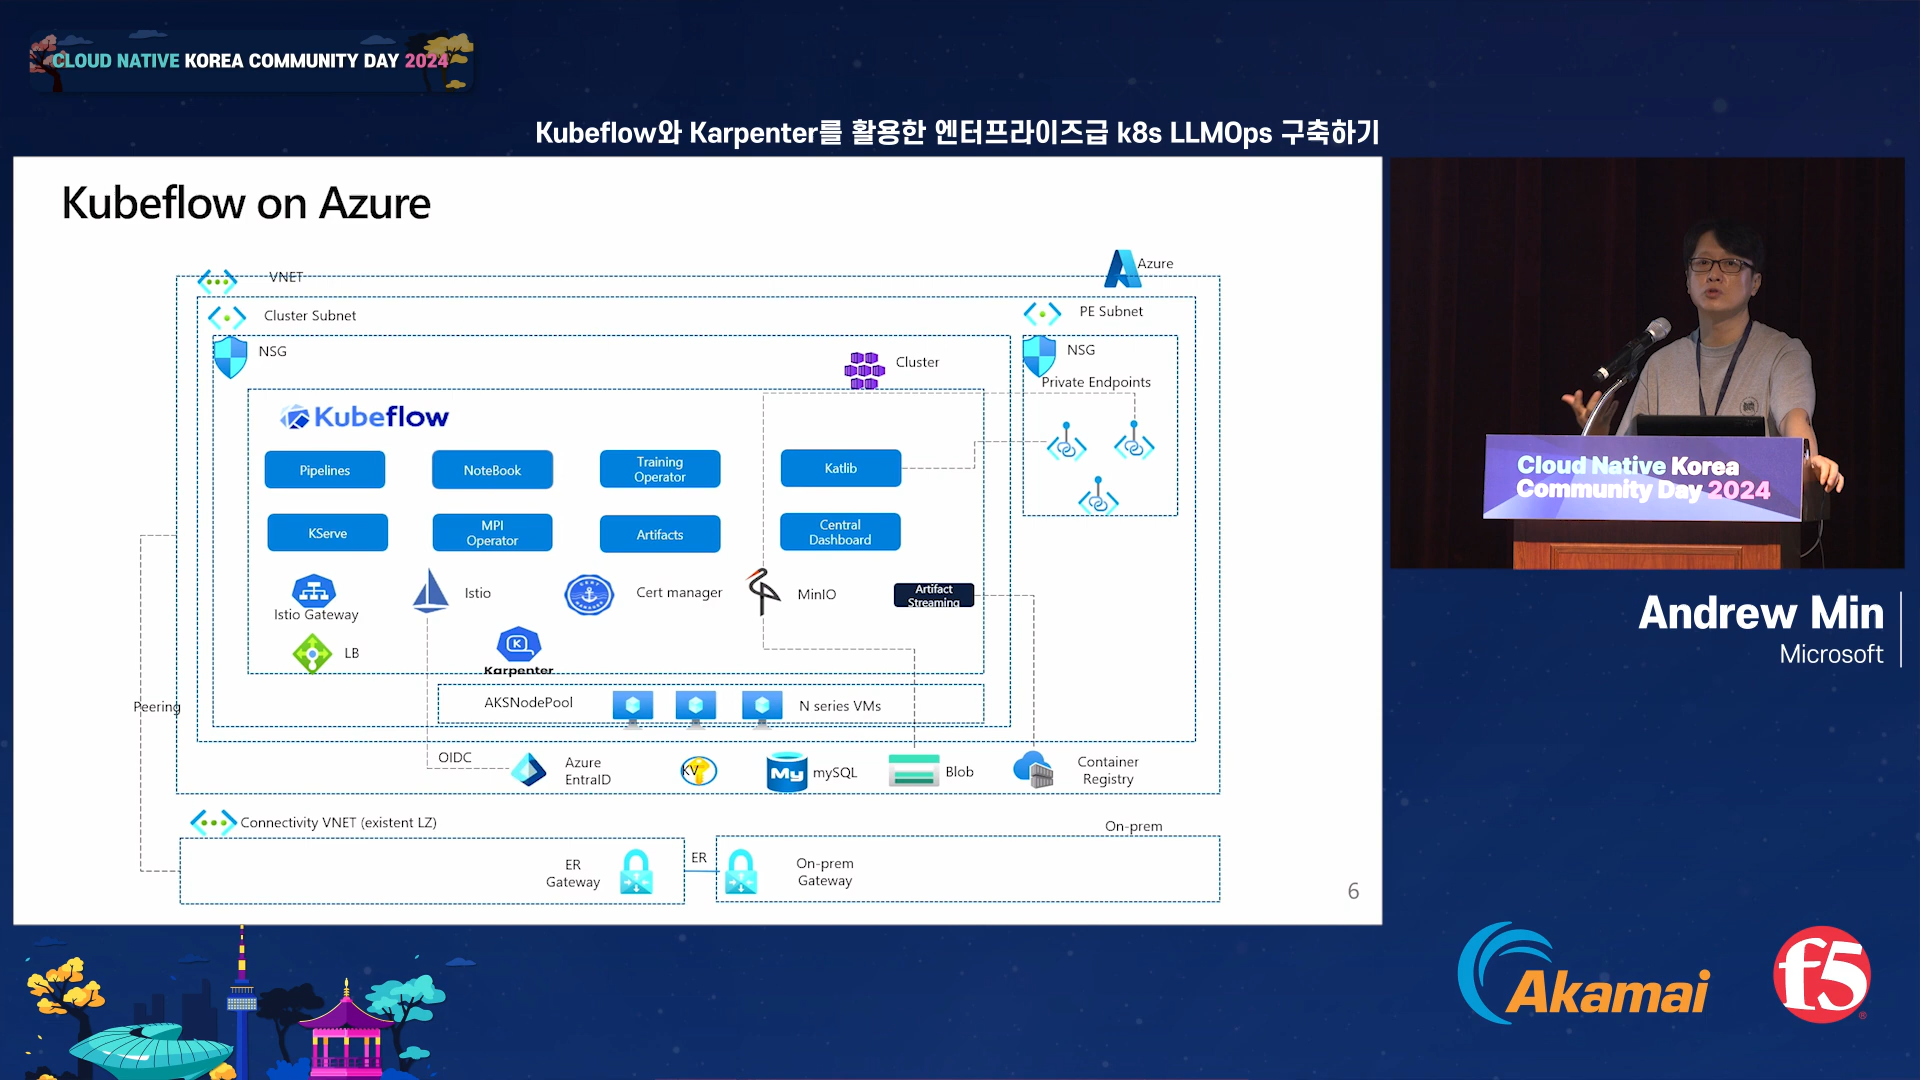 CLOUD NATIVE KOREA COMMUNITY DAY 2024
Kubeflow와 Karpenter를 활용한 엔터프라이즈급 k8s LLMOps 구축하기
Kubeflow on Azure
VNET
Azure
Cluster Subnet
PE Subnet
NSG
NSG
Cluster
Private Endpoints
Kubeflow
Pipelines
NoteBook
Training
Operator
Katlib
KServe
MPI
Operator
Artifacts
Central
Dashboard
Istio Gateway
Istio
Cert manager
MinIO
Artifact
Streaming
LB
Karpenter
AKSNodePool
N series VMs
Peering
OIDC
Azure
EntraID
KV
My
mySQL
Blob
Container
Registry
Connectivity VNET (existent LZ)
On-prem
ER
Gateway
ER
On-prem
Gateway
6
Cloud Native Korea
Community Day 2024
Andrew Min
Microsoft
Akamai
f5